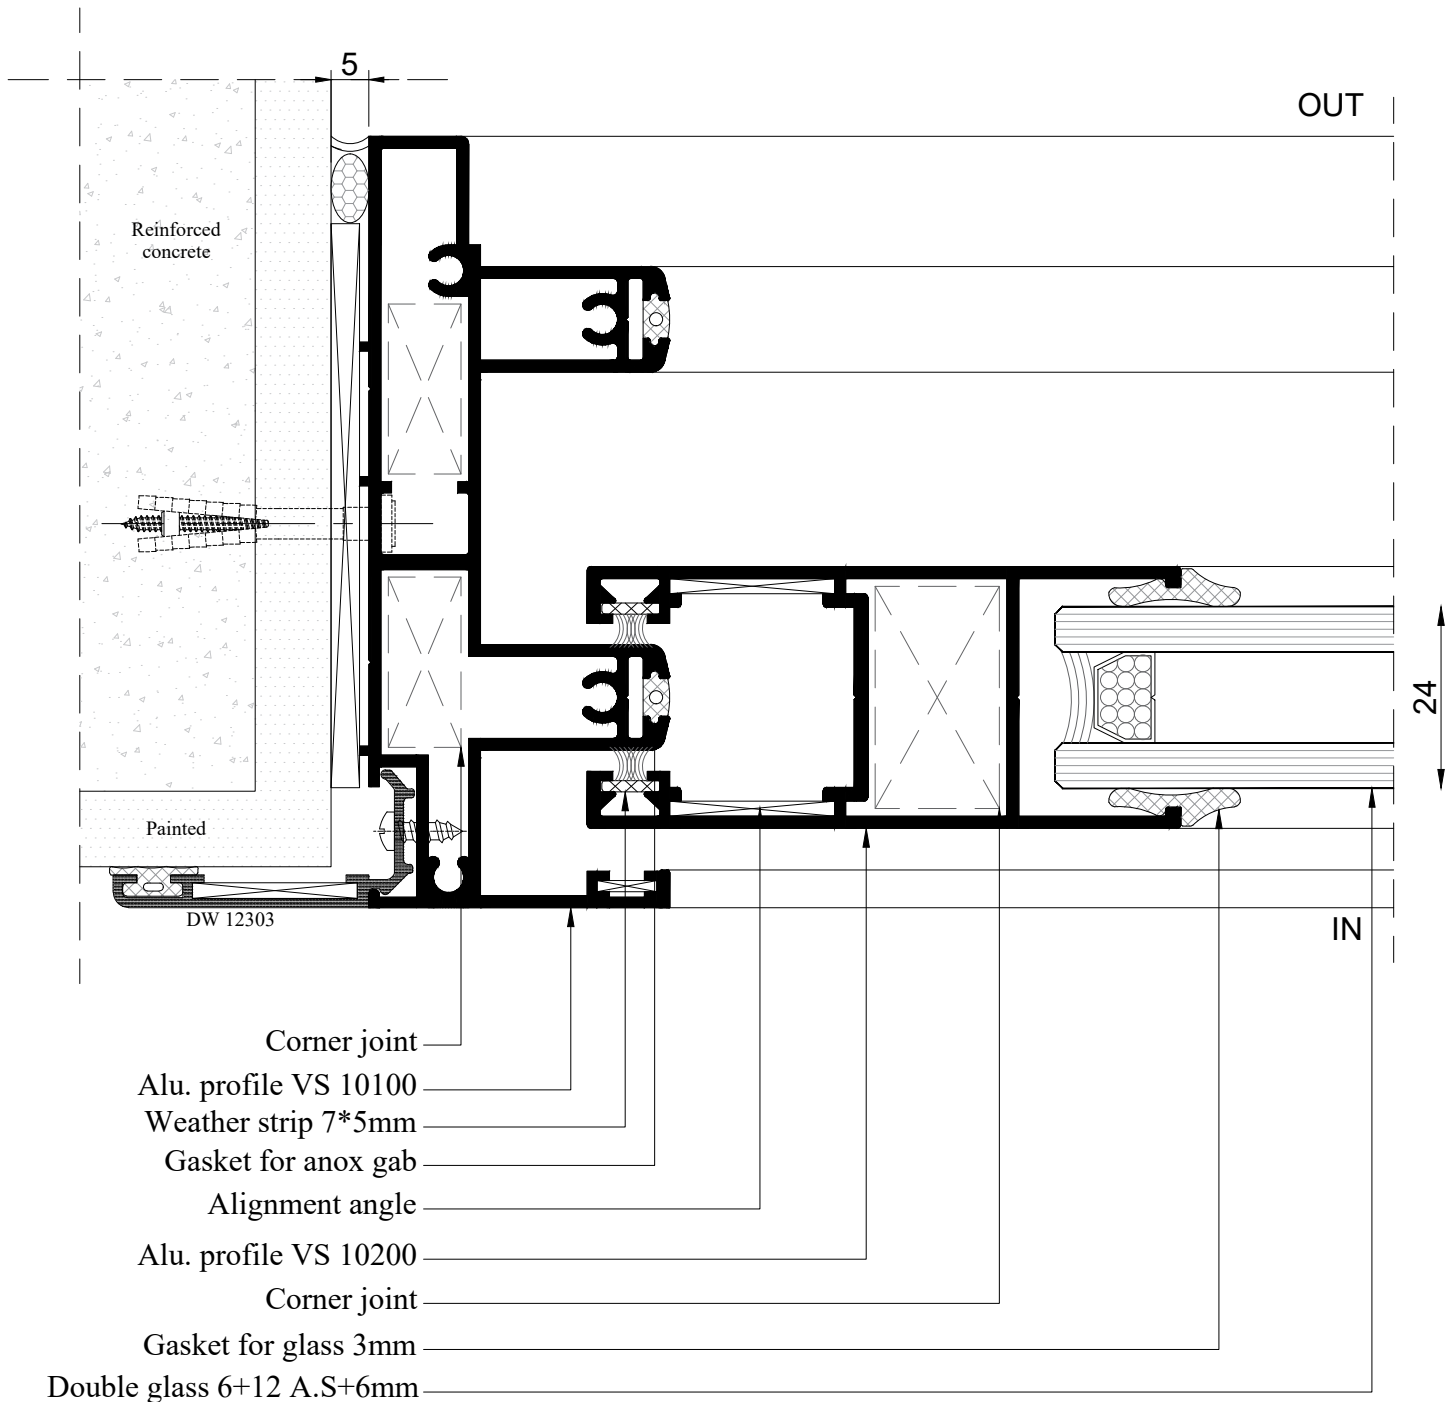 5
OUT
Reinforced
concrete
24
Painted
DW 12303
IN
Corner joint
Alu. profile VS 10100
Weather strip 7*5mm
Gasket for anox gab
Alignment angle
Alu. profile VS 10200
Corner joint
Gasket for glass 3mm
Double glass 6+12 A.S+6mm